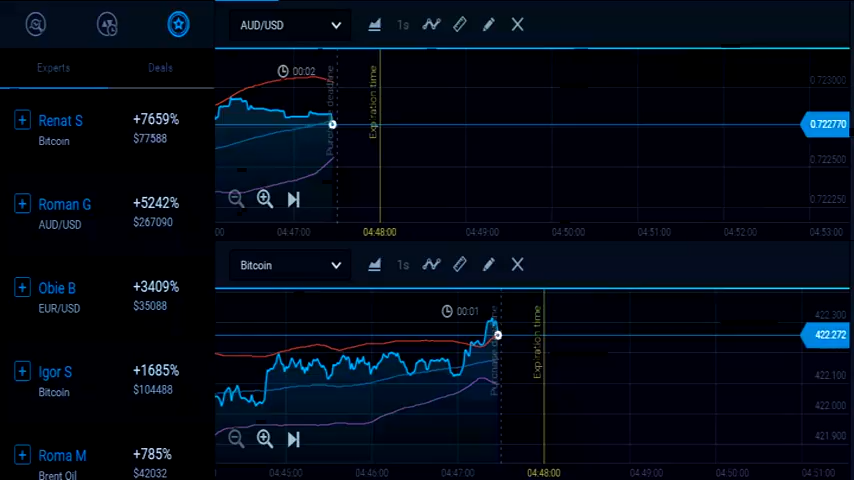 Experts Deals
Renat S +7659%
Bitcoin $77588
Roman G +5242%
AUD/USD $267090
Obie B +3409%
EUR/USD $35088
Igor S +1685%
Bitcoin $104488
Roma M +785%
Brent Oil $42032
AUD/USD 1s
00:02
Purchase deadline
Expiration time
0.723000
0.722770
0.722500
0.722250
:00 04:47:00 04:48:00 04:49:00 04:50:00 04:51:00 04:52:00 04:53:00
Bitcoin 1s
00:01
Expiration time
422.300
422.272
422.100
422.000
421.900
04:45:00 04:46:00 04:47:00 04:48:00 04:49:00 04:50:00 04:51:00